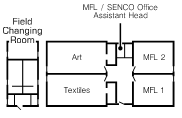 MFL / SENCO Office
Assistant Head
Field
Changing
Room
Art
MFL 2
Textiles
MFL 1